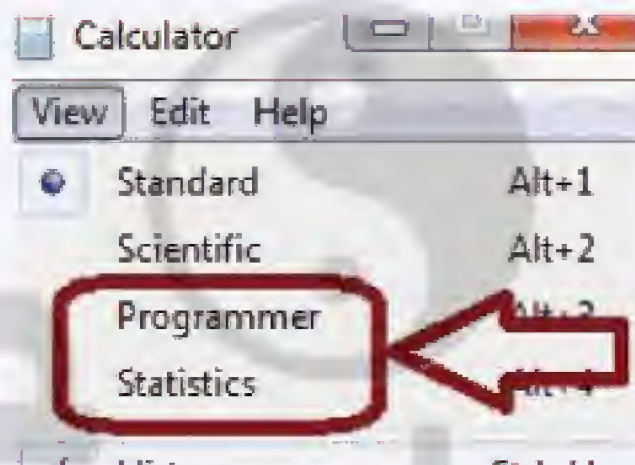 Calculator
View Edit Help
Standard Alt+1
Scientific Alt+2
Programmer
Statistics